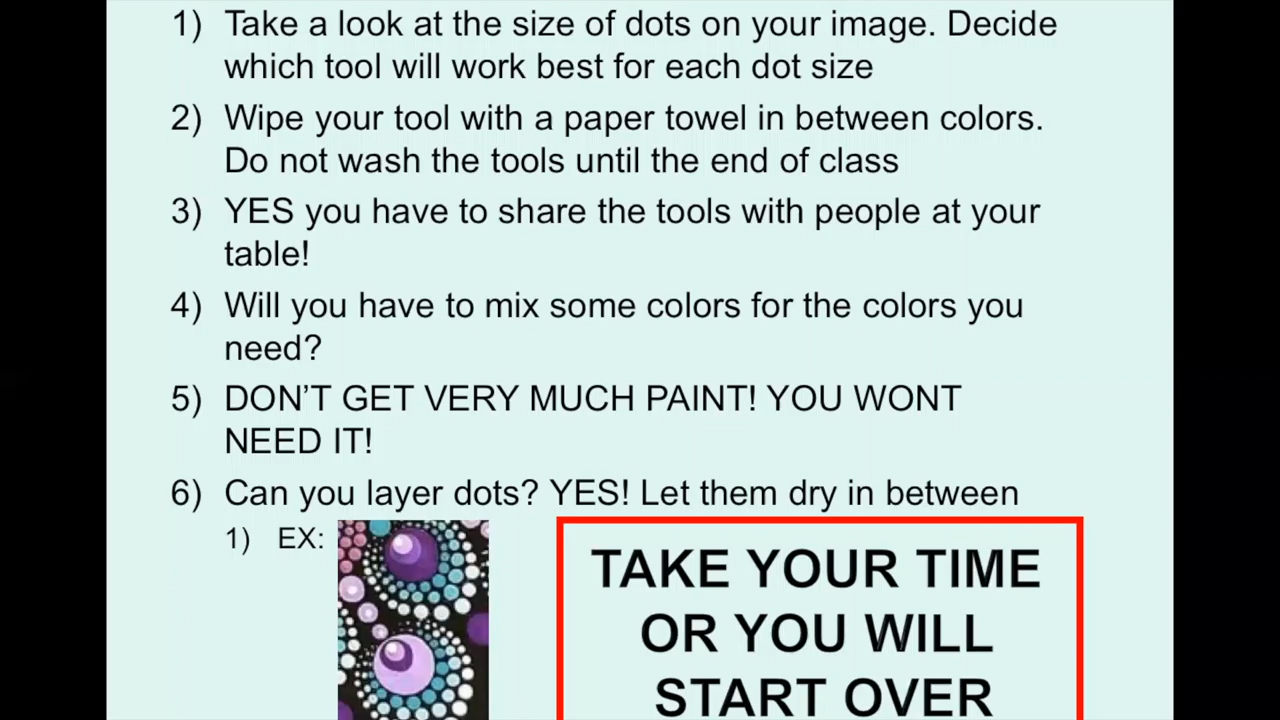 1) Take a look at the size of dots on your image. Decide
which tool will work best for each dot size
2) Wipe your tool with a paper towel in between colors.
Do not wash the tools until the end of class
3) YES you have to share the tools with people at your
table!
4) Will you have to mix some colors for the colors you
need?
5) DON’T GET VERY MUCH PAINT! YOU WONT
NEED IT!
6) Can you layer dots? YES! Let them dry in between
1) EX:
TAKE YOUR TIME
OR YOU WILL
START OVER